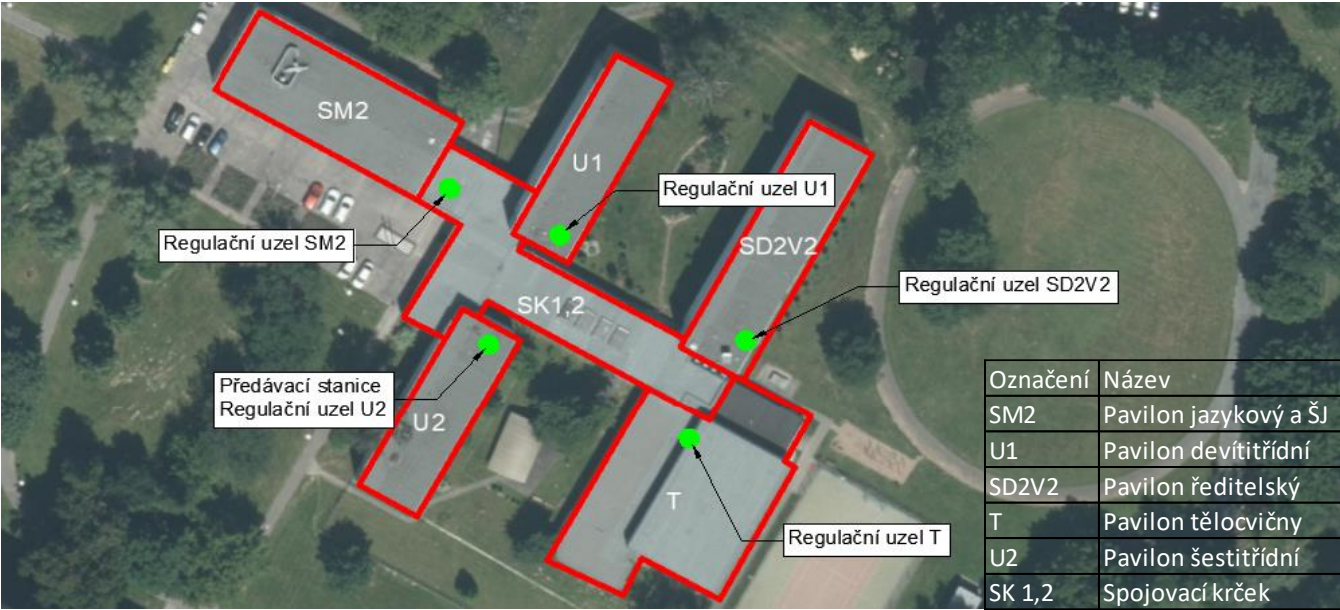 SM2
U1
Regulační uzel U1
Regulační uzel SM2
SD2V2
Regulační uzel SD2V2
SK1,2
Předávací stanice
Regulační uzel U2
U2
T
Regulační uzel T
Označení Název
SM2 Pavilon jazykový a ŠJ
U1 Pavilon devítitřídní
SD2V2 Pavilon ředitelský
T Pavilon tělocvičny
U2 Pavilon šestitřídní
SK 1,2 Spojovací krček